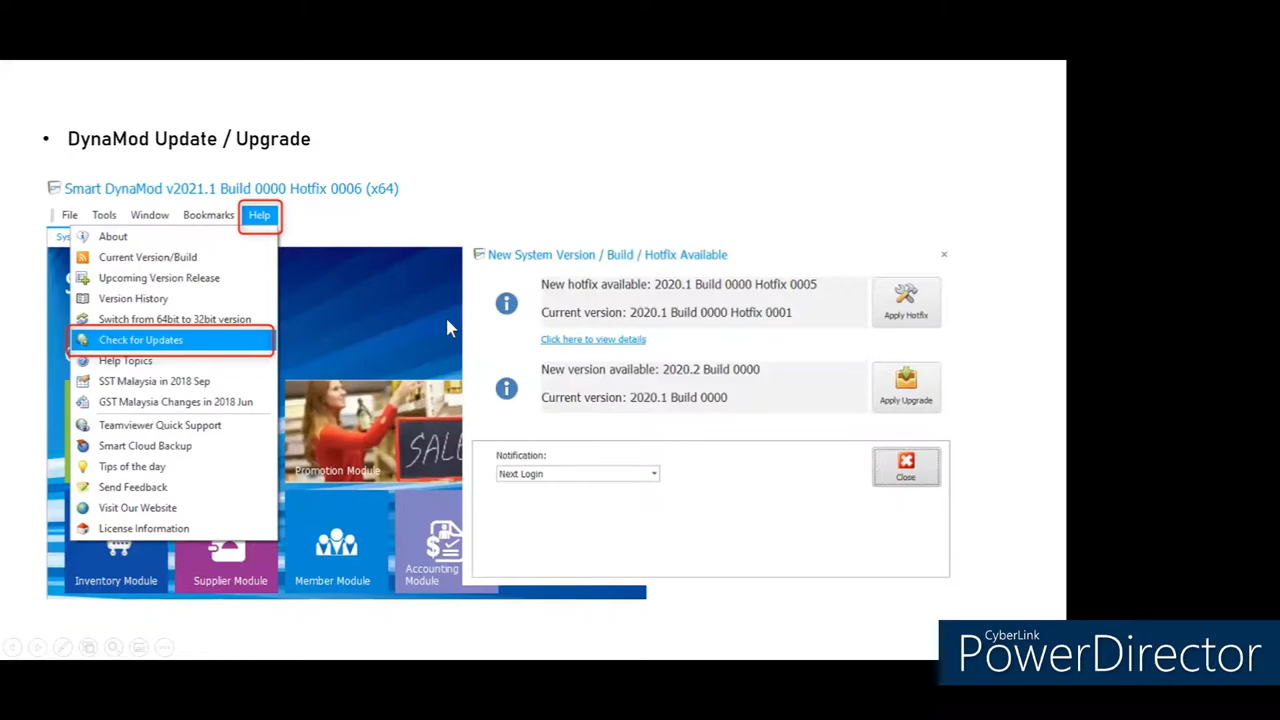 • DynaMod Update / Upgrade
Smart DynaMod v2021.1 Build 0000 Hotfix 0006 (x64)
File Tools Window Bookmarks Help
Sys
About
Current Version/Build
Upcoming Version Release
Version History
Switch from 64bit to 32bit version
Check for Updates
Help Topics
SST Malaysia in 2018 Sep
GST Malaysia Changes in 2018 Jun
Teamviewer Quick Support
Smart Cloud Backup
Tips of the day
Send Feedback
Visit Our Website
License Information
SALE
Promotion Module
Inventory Module
Supplier Module
Member Module
Accounting
Module
New System Version / Build / Hotfix Available
New hotfix available: 2020.1 Build 0000 Hotfix 0005
Current version: 2020.1 Build 0000 Hotfix 0001
Apply Hotfix
Click here to view details
New version available: 2020.2 Build 0000
Current version: 2020.1 Build 0000
Apply Upgrade
Notification:
Next Login
Close
CyberLink
PowerDirector